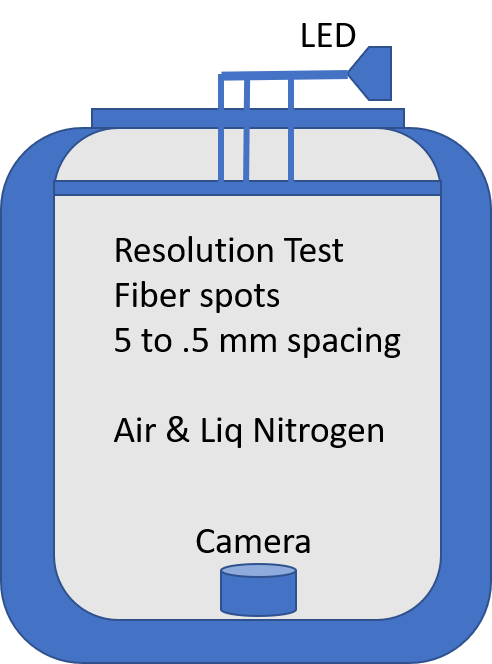 LED
Resolution Test
Fiber spots
5 to .5 mm spacing
Air & Liq Nitrogen
Camera